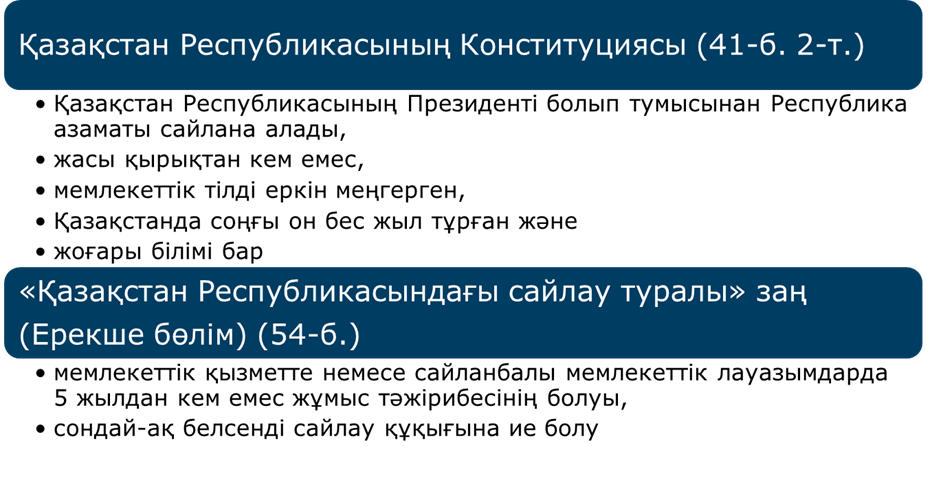 Қазақстан Республикасының Конституциясы (41-б. 2-т.)
• Қазақстан Республикасының Президенті болып тумысынан Республика
азаматы сайлана алады,
• жасы қырықтан кем емес,
• мемлекеттік тілді еркін меңгерген,
• Қазақстанда соңғы он бес жыл тұрған және
• жоғары білімі бар
«Қазақстан Республикасындағы сайлау туралы» заң
(Ерекше бөлім) (54-б.)
• мемлекеттік қызметте немесе сайланбалы мемлекеттік лауазымдарда
5 жылдан кем емес жұмыс тәжірибесінің болуы,
• сондай-ақ белсенді сайлау құқығына ие болу